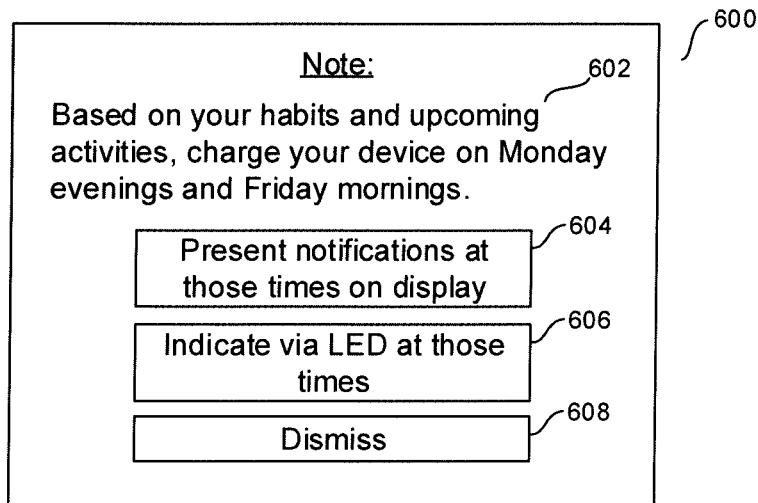 600
Note:
602
Based on your habits and upcoming
activities, charge your device on Monday
evenings and Friday mornings.
604
Present notifications at
those times on display
606
Indicate via LED at those
times
608
Dismiss